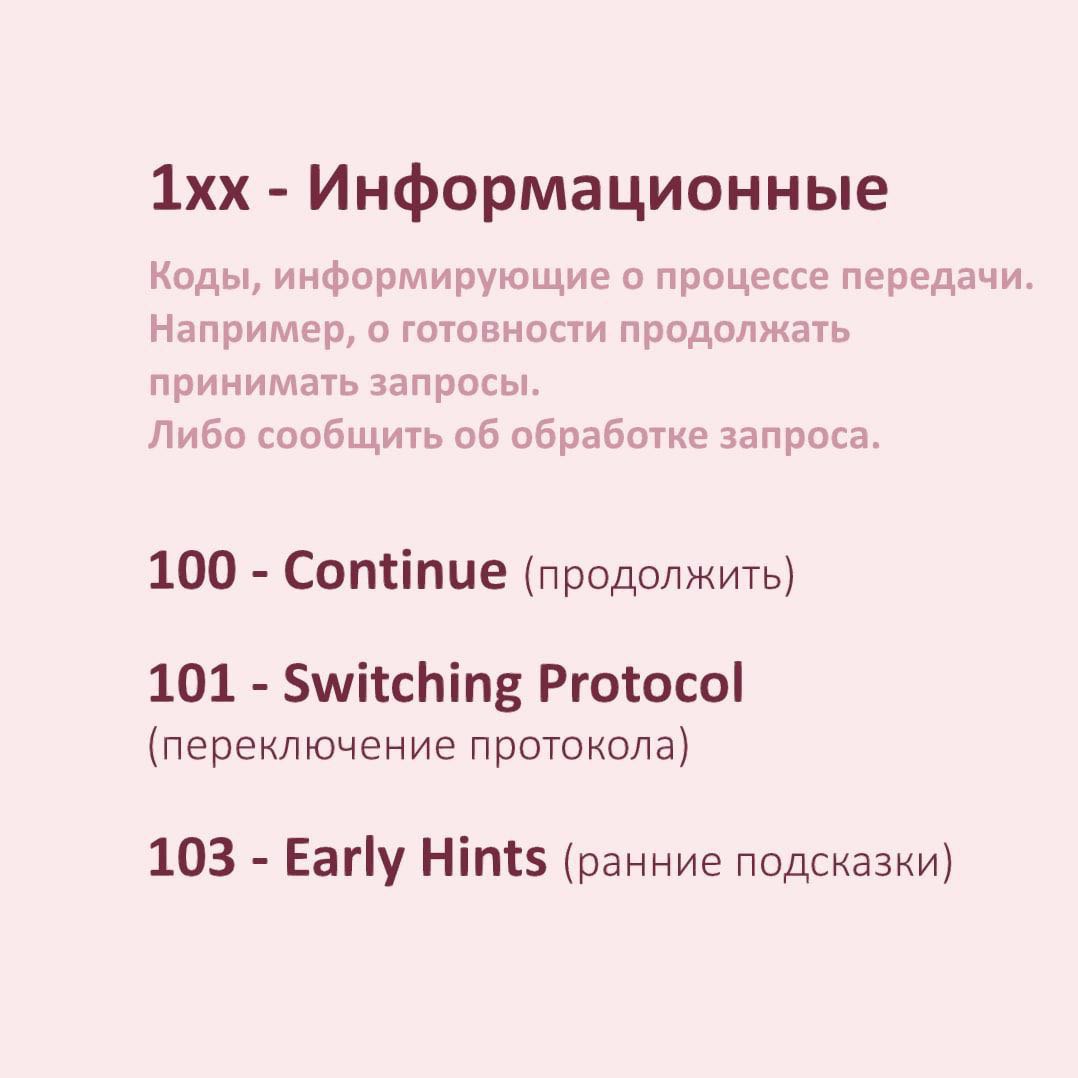 1xx - Информационные
Коды, информирующие о процессе передачи.
Например, о готовности продолжать
принимать запросы.
Либо сообщить об обработке запроса.
100 - Continue (продолжить)
101 - Switching Protocol
(переключение протокола)
103 - Early Hints (ранние подсказки)